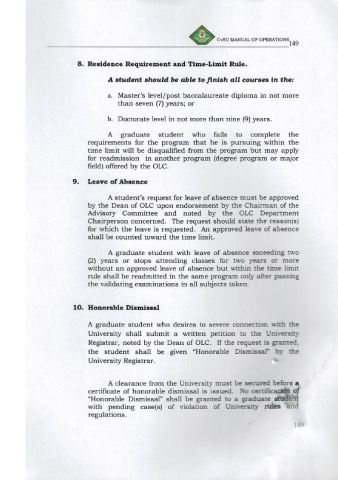 CvSU MANUAL OF OPERATIONS 149
8. Residence Requirement and Time-Limit Rule.
A student should be able to finish all courses in the:
a. Master's level/post baccalaureate diploma in not more
than seven (7) years; or
b. Doctorate level in not more than nine (9) years.
A graduate student who fails to complete the
requirements for the program that he is pursuing within the
time limit will be disqualified from the program but may apply
for readmission in another program (degree program or major
field) offered by the OLC.
9. Leave of Absence
A student's request for leave of absence must be approved
by the Dean of OLC upon endorsement by the Chairman of the
Advisory Committee and noted by the OLC Department
Chairperson concerned. The request should state the reason(s)
for which the leave is requested. An approved leave of absence
shall be counted toward the time limit.
A graduate student with leave of absence exceeding two
(2) years or stops attending classes for two years or more
without an approved leave of absence but within the time limit
rule shall be readmitted in the same program only after passing
the validating examinations in all subjects taken.
10. Honorable Dismissal
A graduate student who desires to sever connection with the
University shall submit a written petition to the University
Registrar, noted by the Dean of OLC. If the request is granted,
the student shall be given "Honorable Dismissal" by the
University Registrar.
A clearance from the University must be secured before a
certificate of honorable dismissal is issued. No certification of
"Honorable Dismissal" shall be granted to a graduate student
with pending case(s) of violation of University rules and
regulations.
149